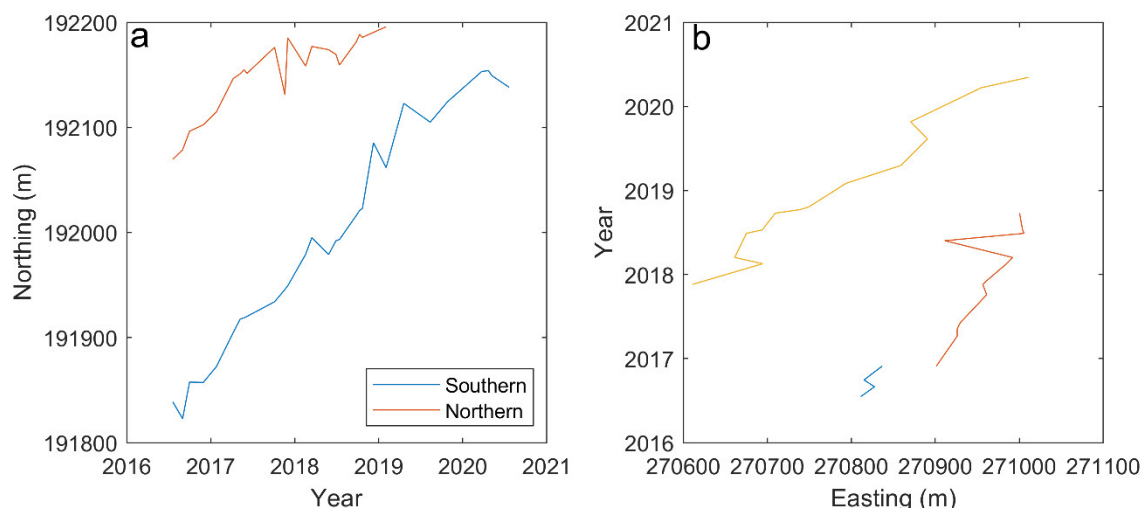 a
192200
192100
192000
191900
191800
Northing (m)
2016 2017 2018 2019 2020 2021
Year
Southern
Northern
b
2021
2020
2019
2018
2017
2016
Year
270600 270700 270800 270900 271000 271100
Easting (m)